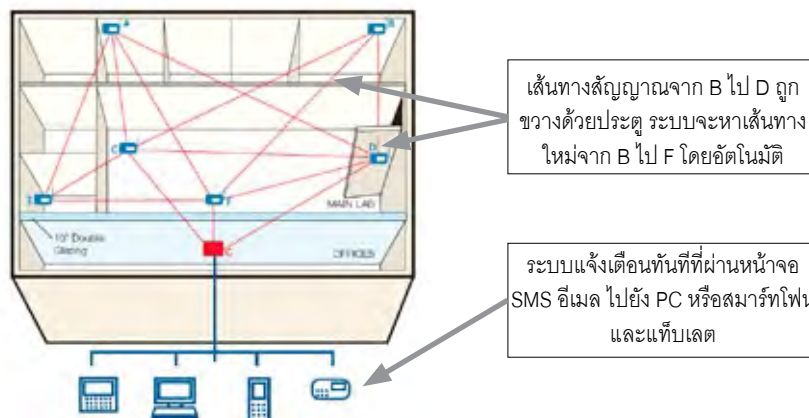 A
B
เส้นทางสัญญาณจาก B ไป D ถูก
ขวางด้วยประตู ระบบจะหาเส้นทาง
ใหม่จาก B ไป F โดยอัตโนมัติ
C
D
F
MAIN LAB
10" Double
Glazing
OFFICES
ระบบแจ้งเตือนทันทีที่ผ่านหน้าจอ
SMS อีเมล ไปยัง PC หรือสมาร์ทโฟน
และแท็บเลต